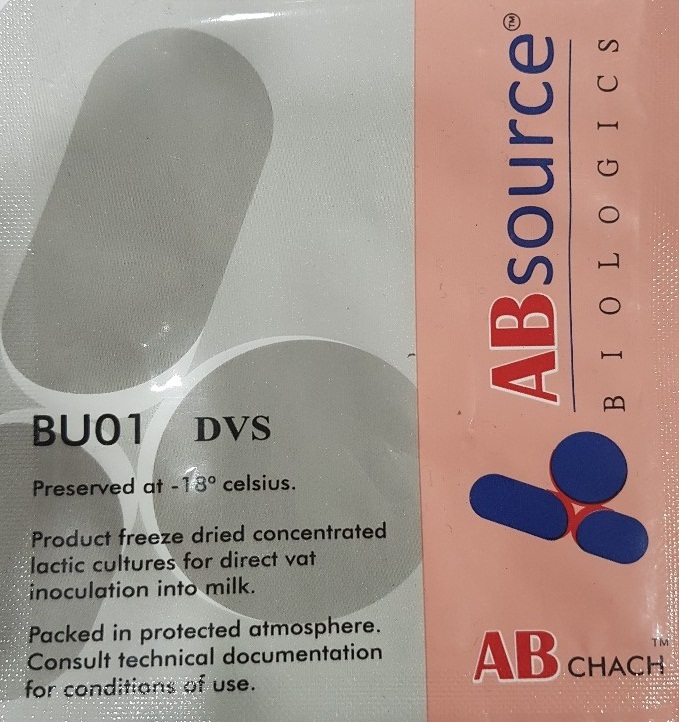 BU01 DVS
Preserved at -18° celsius.
Product freeze dried concentrated
lactic cultures for direct vat
inoculation into milk.
Packed in protected atmosphere.
Consult technical documentation
for conditions of use.
ABsource™
BIOLOGICS
AB CHACH™